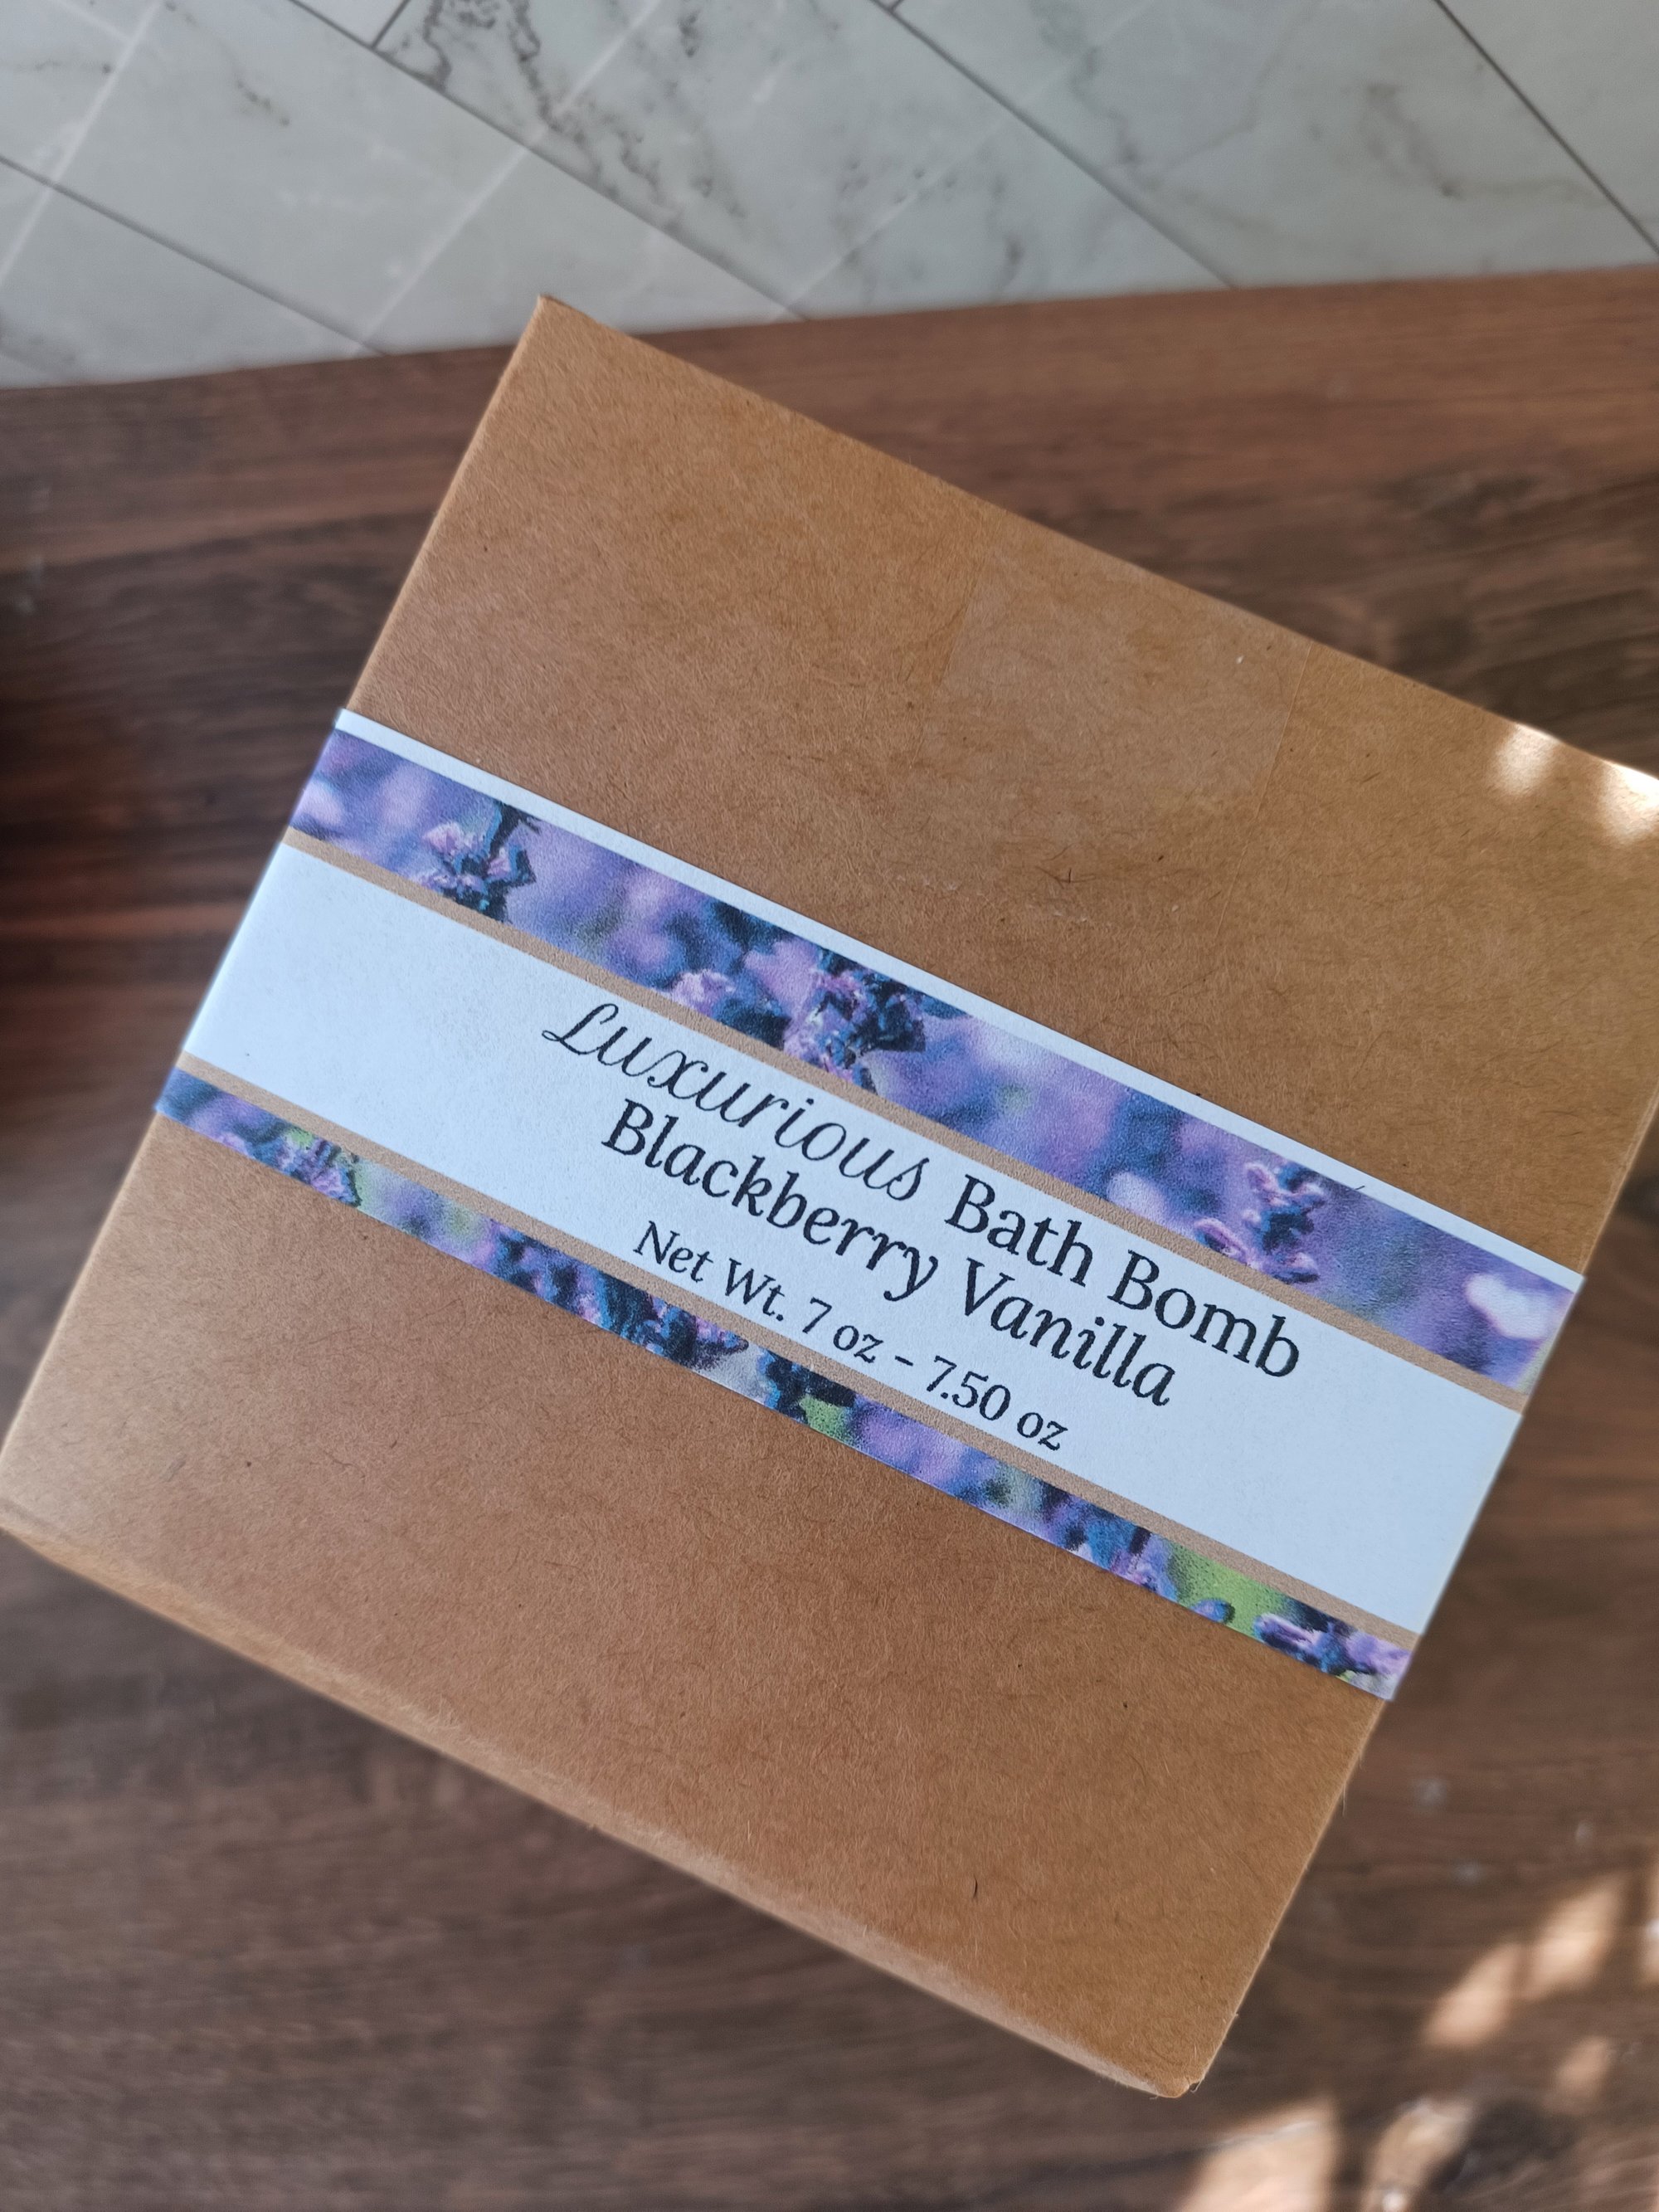 Luxurious Bath Bomb
Blackberry Vanilla
Net Wt. 7 oz - 7.50 oz